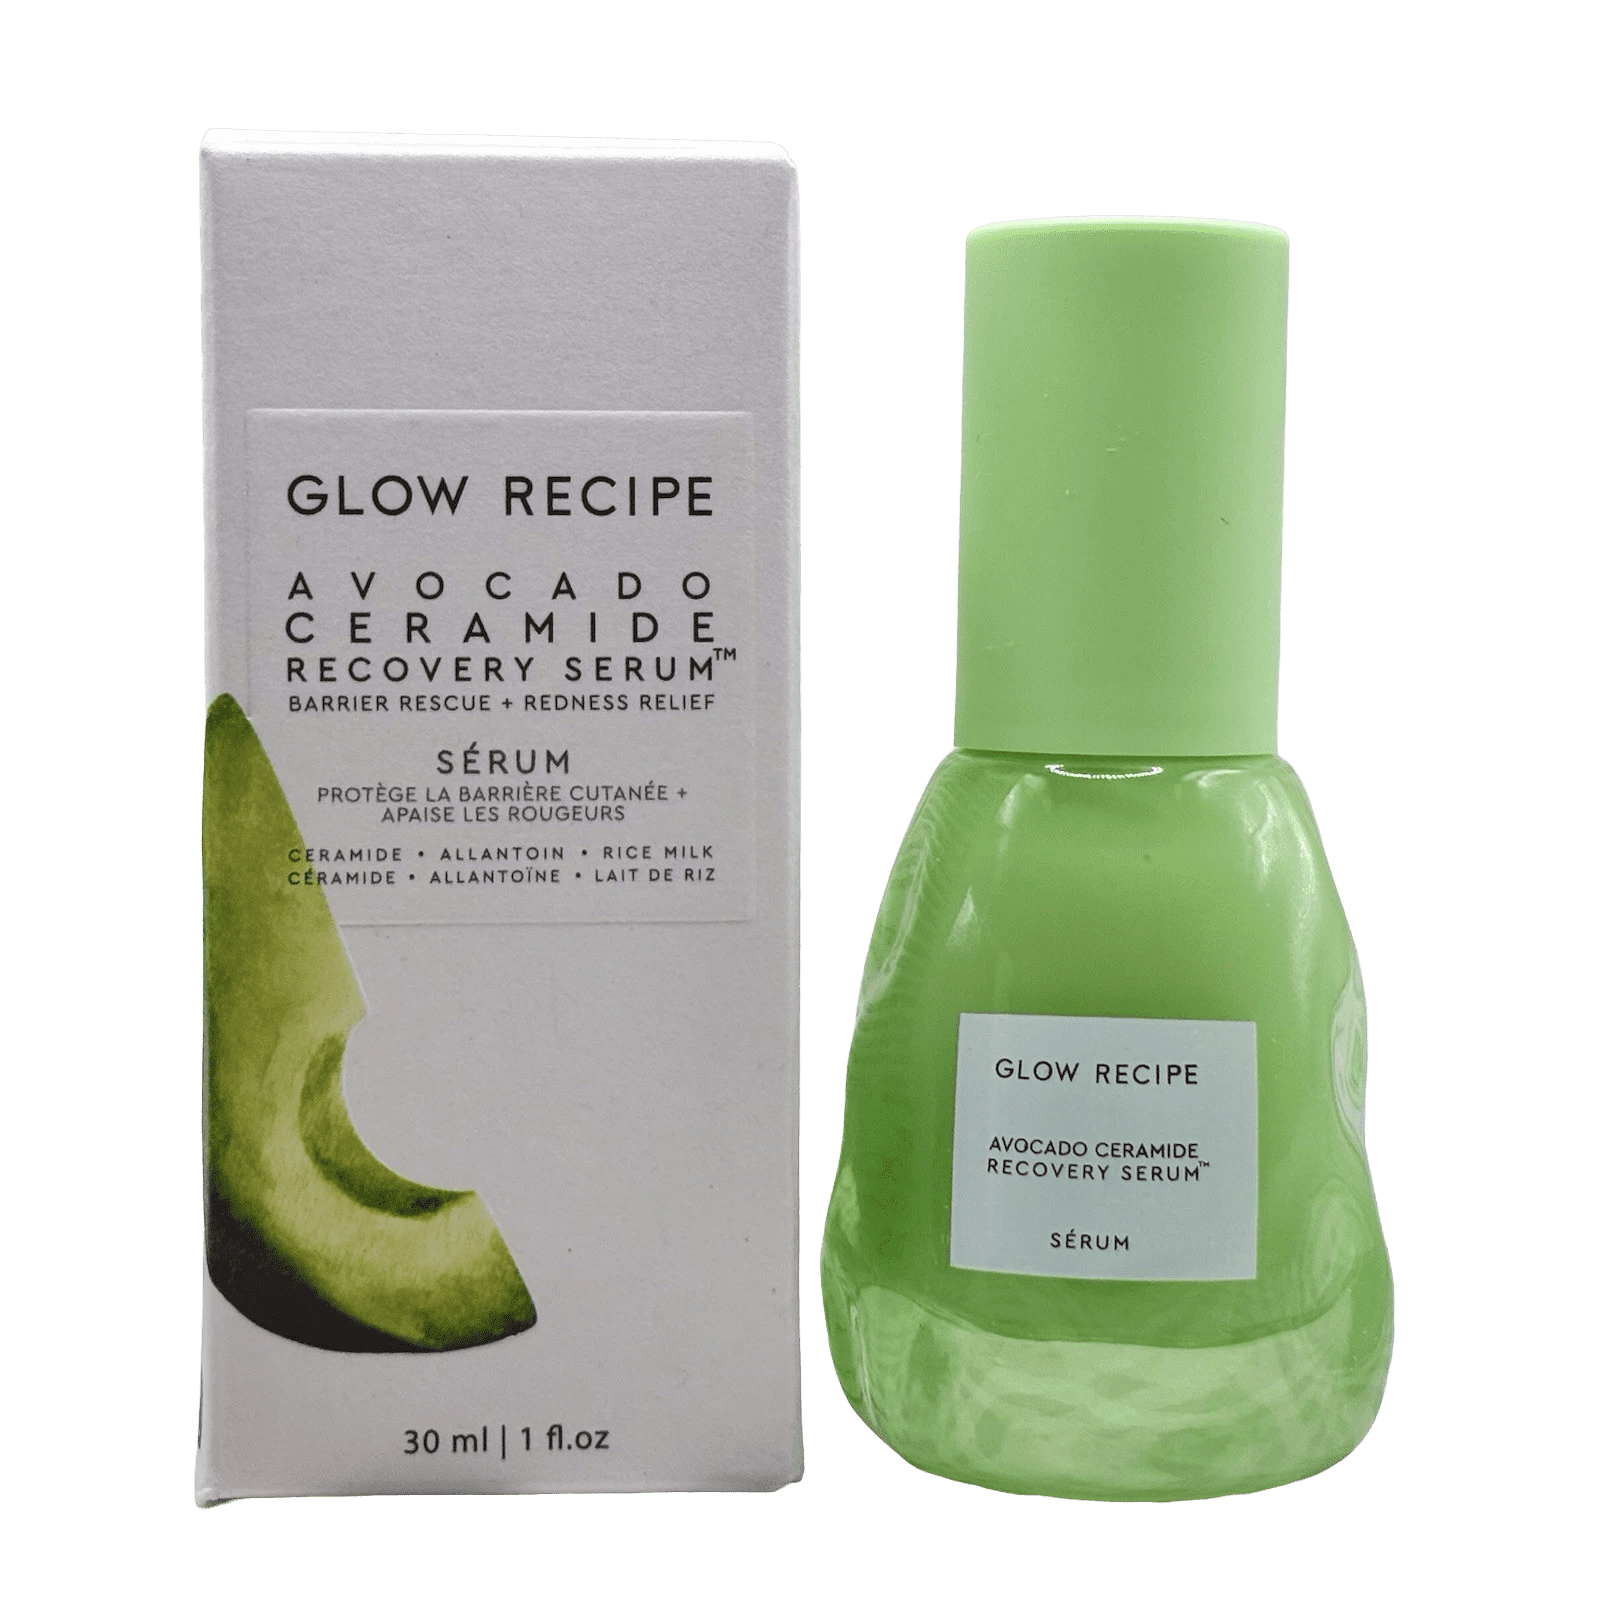 GLOW RECIPE
AVOCADO
CERAMIDE
RECOVERY SERUM™
BARRIER RESCUE + REDNESS RELIEF
SÉRUM
PROTÈGE LA BARRIÈRE CUTANÉE +
APAISE LES ROUGEURS
CERAMIDE • ALLANTOIN • RICE MILK
CÉRAMIDE • ALLANTOÏNE • LAIT DE RIZ
30 ml | 1 fl.oz
GLOW RECIPE
AVOCADO CERAMIDE
RECOVERY SERUM™
SÉRUM